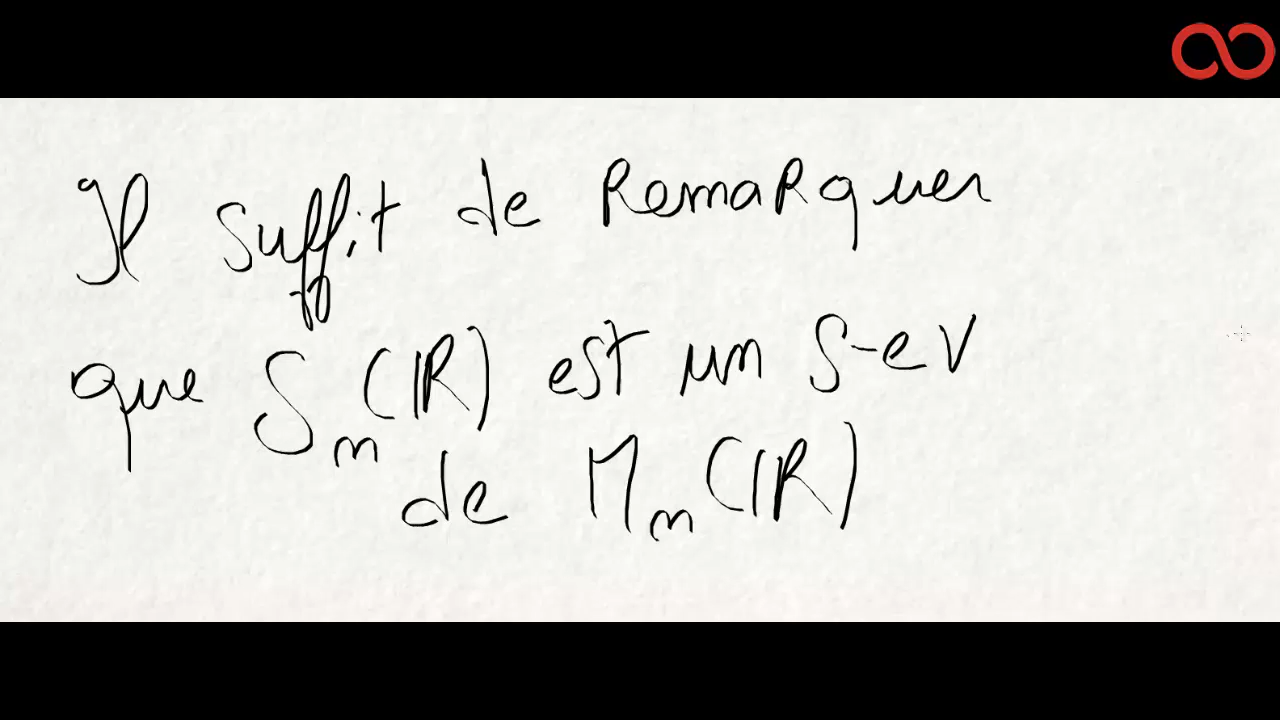 Il suffit de Remarquer
que Sn(IR) est un s-ev
de Mn(IR)